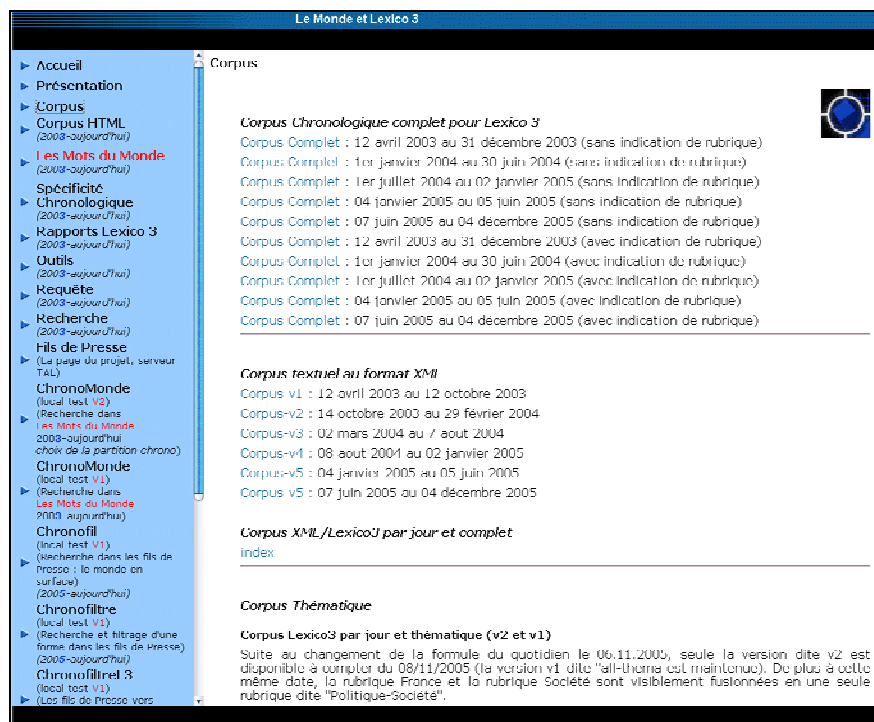 Le Monde et Lexico 3
Accueil
Présentation
Corpus
Corpus HTML
(2003-aujourd'hui)
Les Mots du Monde
(2003-aujourd'hui)
Spécificité
Chronologique
(2003-aujourd'hui)
Rapports Lexico 3
(2003-aujourd'hui)
Outils
(2003-aujourd'hui)
Requête
(2003-aujourd'hui)
Recherche
(2003-aujourd'hui)
Fils de Presse
(La page du projet, serveur
TAL)
ChronoMonde
(local test V2)
(Recherche dans
Les Mots du Monde
2003-aujourd'hui
choix de la partition chrono)
ChronoMonde
(local test V1)
(Recherche dans
Les Mots du Monde
2003-aujourd'hui)
Chronofil
(local test V1)
(Recherche dans les fils de
Presse : le monde en
surface)
(2005-aujourd'hui)
Chronofiltre
(local test V1)
(Recherche et filtrage d'une
forme dans les fils de Presse)
(2005-aujourd'hui)
Chronofiltrel 3
(local test V1)
(Les fils de Presse vers
Corpus
Corpus Chronologique complet pour Lexico 3
Corpus Complet : 12 avril 2003 au 31 décembre 2003 (sans indication de rubrique)
Corpus Complet : 1er janvier 2004 au 30 juin 2004 (sans indication de rubrique)
Corpus Complet : 1er juillet 2004 au 02 janvier 2005 (sans indication de rubrique)
Corpus Complet : 04 janvier 2005 au 05 juin 2005 (sans indication de rubrique)
Corpus Complet : 07 juin 2005 au 04 décembre 2005 (sans indication de rubrique)
Corpus Complet : 12 avril 2003 au 31 décembre 2003 (avec indication de rubrique)
Corpus Complet : 1er janvier 2004 au 30 juin 2004 (avec indication de rubrique)
Corpus Complet : 1er juillet 2004 au 02 janvier 2005 (avec indication de rubrique)
Corpus Complet : 04 janvier 2005 au 05 juin 2005 (avec indication de rubrique)
Corpus Complet : 07 juin 2005 au 04 décembre 2005 (avec indication de rubrique)
Corpus textuel au format XML
Corpus-v1 : 12 avril 2003 au 12 octobre 2003
Corpus-v2 : 14 octobre 2003 au 29 février 2004
Corpus-v3 : 02 mars 2004 au 7 aout 2004
Corpus-v4 : 08 aout 2004 au 02 janvier 2005
Corpus-v5 : 04 janvier 2005 au 05 juin 2005
Corpus-v5 : 07 juin 2005 au 04 décembre 2005
Corpus XML/Lexico3 par jour et complet
index
Corpus Thématique
Corpus Lexico3 par jour et thématique (v2 et v1)
Suite au changement de la formule du quotidien le 06.11.2005, seule la version dite v2 est
disponible à compter du 08/11/2005 (la version v1 dite "all-thema est maintenue). De plus à cette
même date, la rubrique France et la rubrique Société sont visiblement fusionnées en une seule
rubrique dite "Politique-Société".